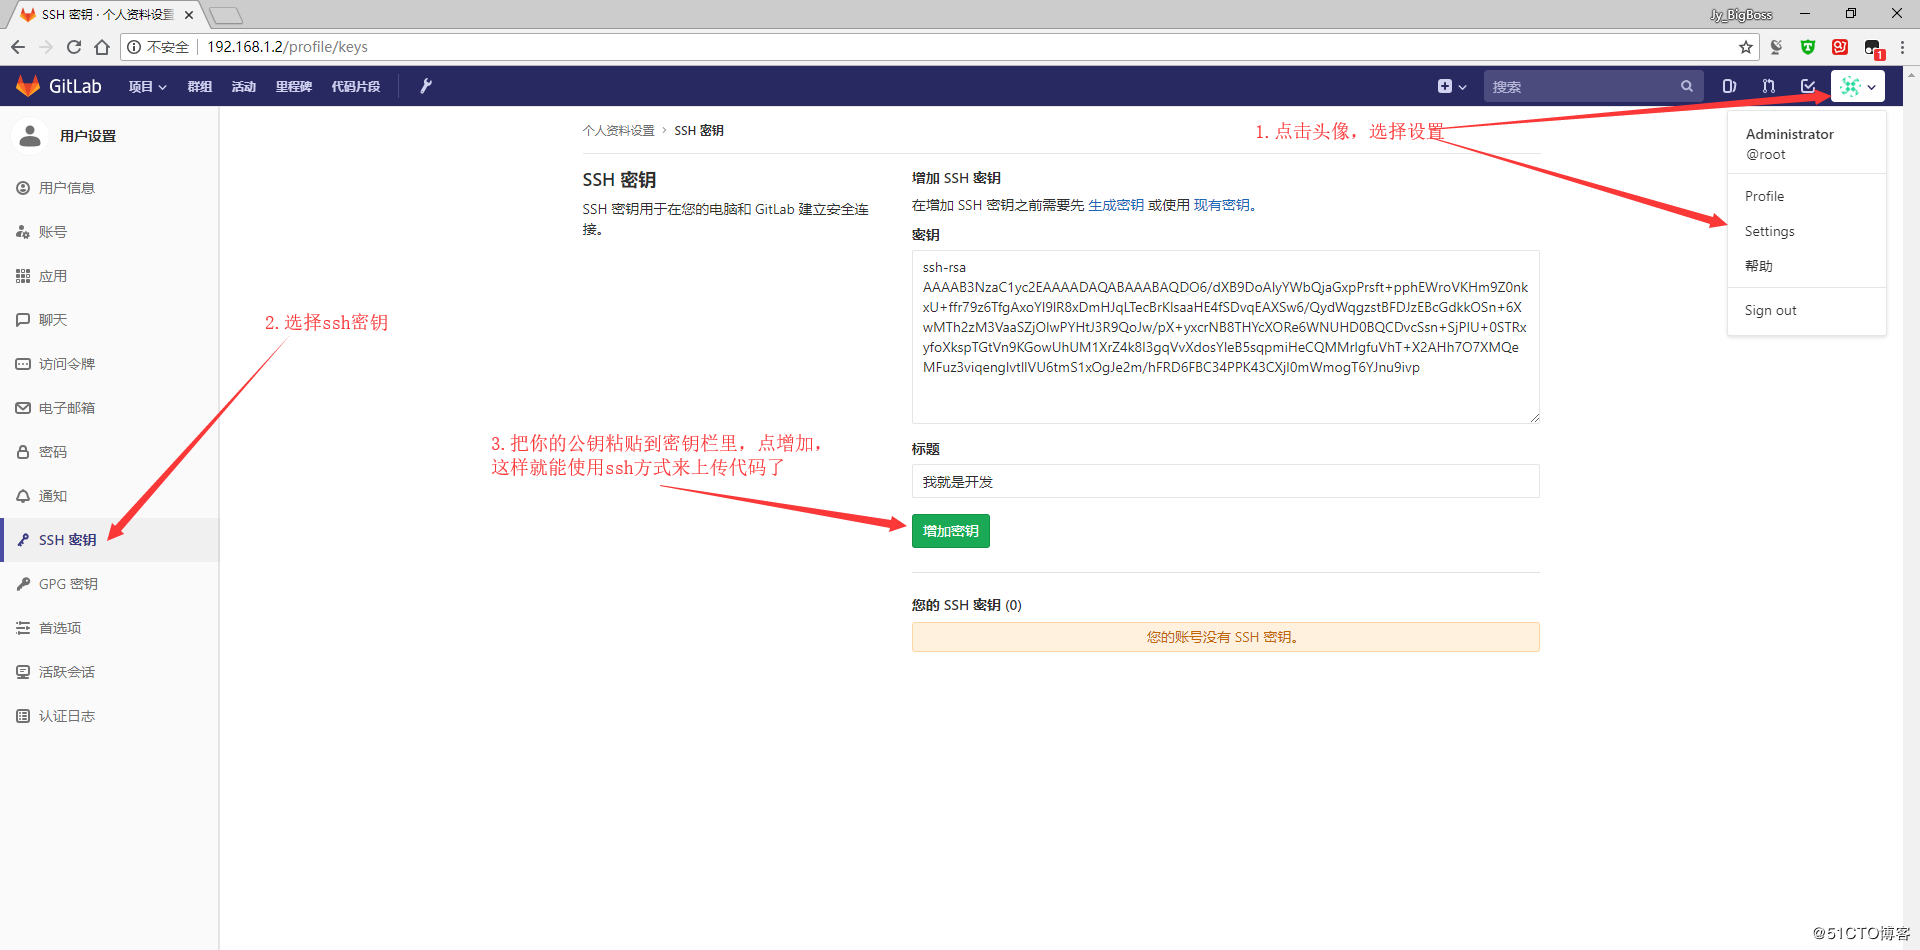 SSH 密钥 · 个人资料设置
Jy_BigBoss
不安全
192.168.1.2/profile/keys
1
GitLab
项目
群组
活动
里程碑
代码片段
搜索
用户设置
用户信息
账号
应用
聊天
访问令牌
电子邮箱
密码
通知
SSH 密钥
GPG 密钥
首选项
活跃会话
认证日志
个人资料设置 › SSH 密钥
SSH 密钥
SSH 密钥用于在您的电脑和 GitLab 建立安全连
接。
增加 SSH 密钥
在增加 SSH 密钥之前需要先 生成密钥 或使用 现有密钥。
密钥
ssh-rsa
AAAAB3NzaC1yc2EAAAADAQABAAABAQDO6/dXB9DoAlyYWbQjaGxpPrsft+pphEWroVKHm9Z0nk
xU+ffr79z6TfgAxoYI9IR8xDmHJqLTecBrKlsaaHE4fSDvqEAXSw6/QydWqgzstBFDJzEBcGdkkOSn+6X
wMTh2zM3VaaSZjOIwPYHtJ3R9QoJw/pX+yxcrNB8THYcXORe6WNUHD0BQCDvcSsn+SjPIU+0STRx
yfoXkspTGtVn9KGowUhUM1XrZ4k8I3gqVvXdosYIeB5sqpmiHeCQMMrIgfuVhT+X2AHh7O7XMQe
MFuz3viqengIvtIlVU6tmS1xOgJe2m/hFRD6FBC34PPK43CXjI0mWmogT6YJnu9ivp
标题
我就是开发
增加密钥
您的 SSH 密钥 (0)
您的账号没有 SSH 密钥。
Administrator
@root
Profile
Settings
帮助
Sign out
1.点击头像，选择设置
2.选择ssh密钥
3.把你的公钥粘贴到密钥栏里，点增加，
这样就能使用ssh方式来上传代码了
@51CTO博客